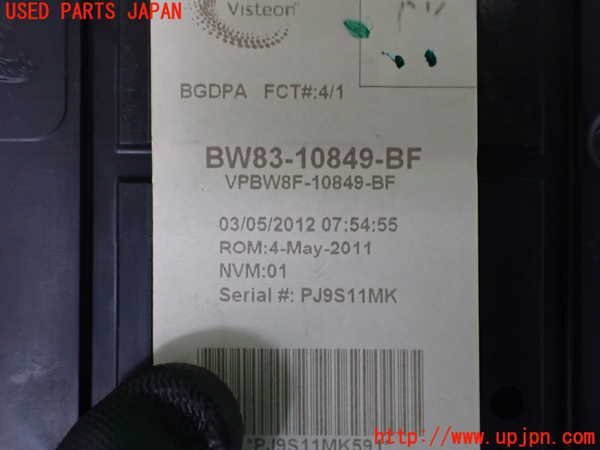 USED PARTS JAPAN
Visteon
BGDPA FCT#:4/1
BW83-10849-BF
VPBW8F-10849-BF
03/05/2012 07:54:55
ROM:4-May-2011
NVM:01
Serial #: PJ9S11MK
*PJ9S11MK591
http://www.upjpn.com/